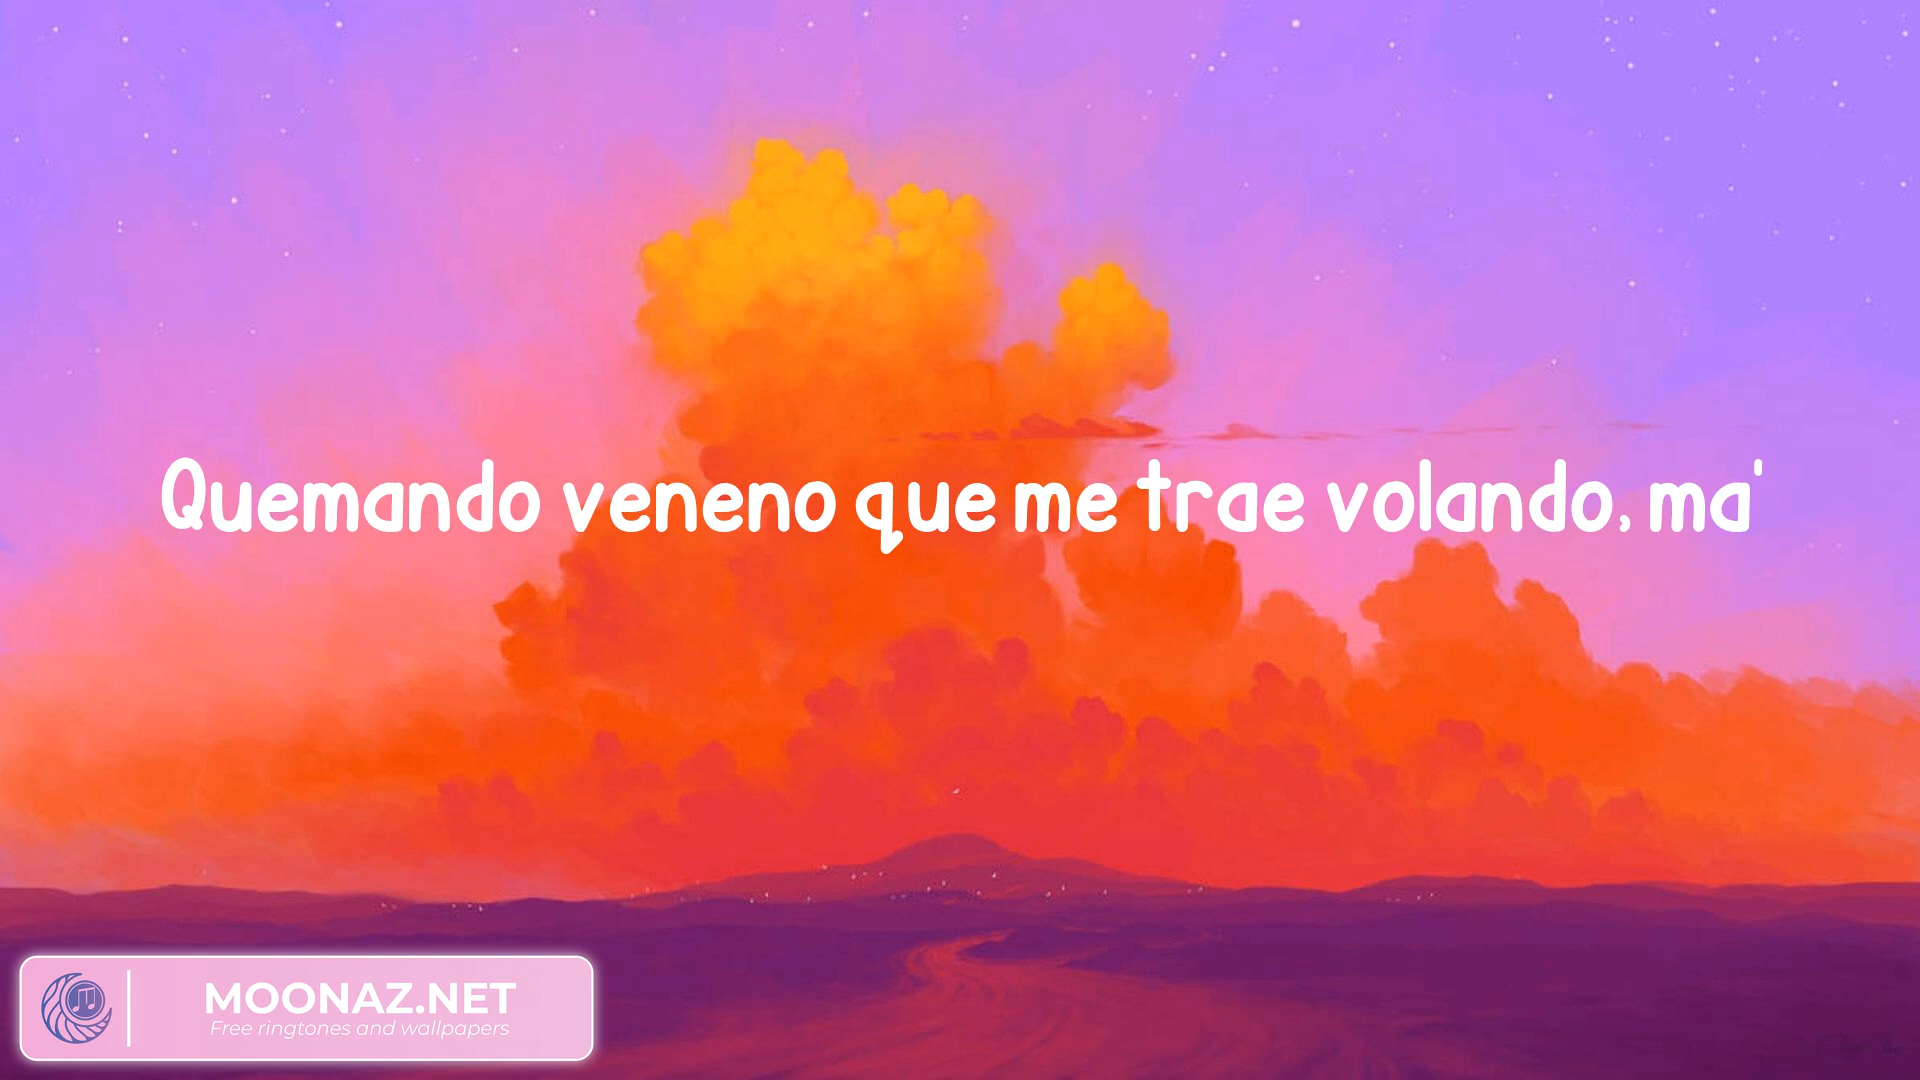 Quemando veneno que me trae volando, ma'
MOONAZ.NET
Free ringtones and wallpapers